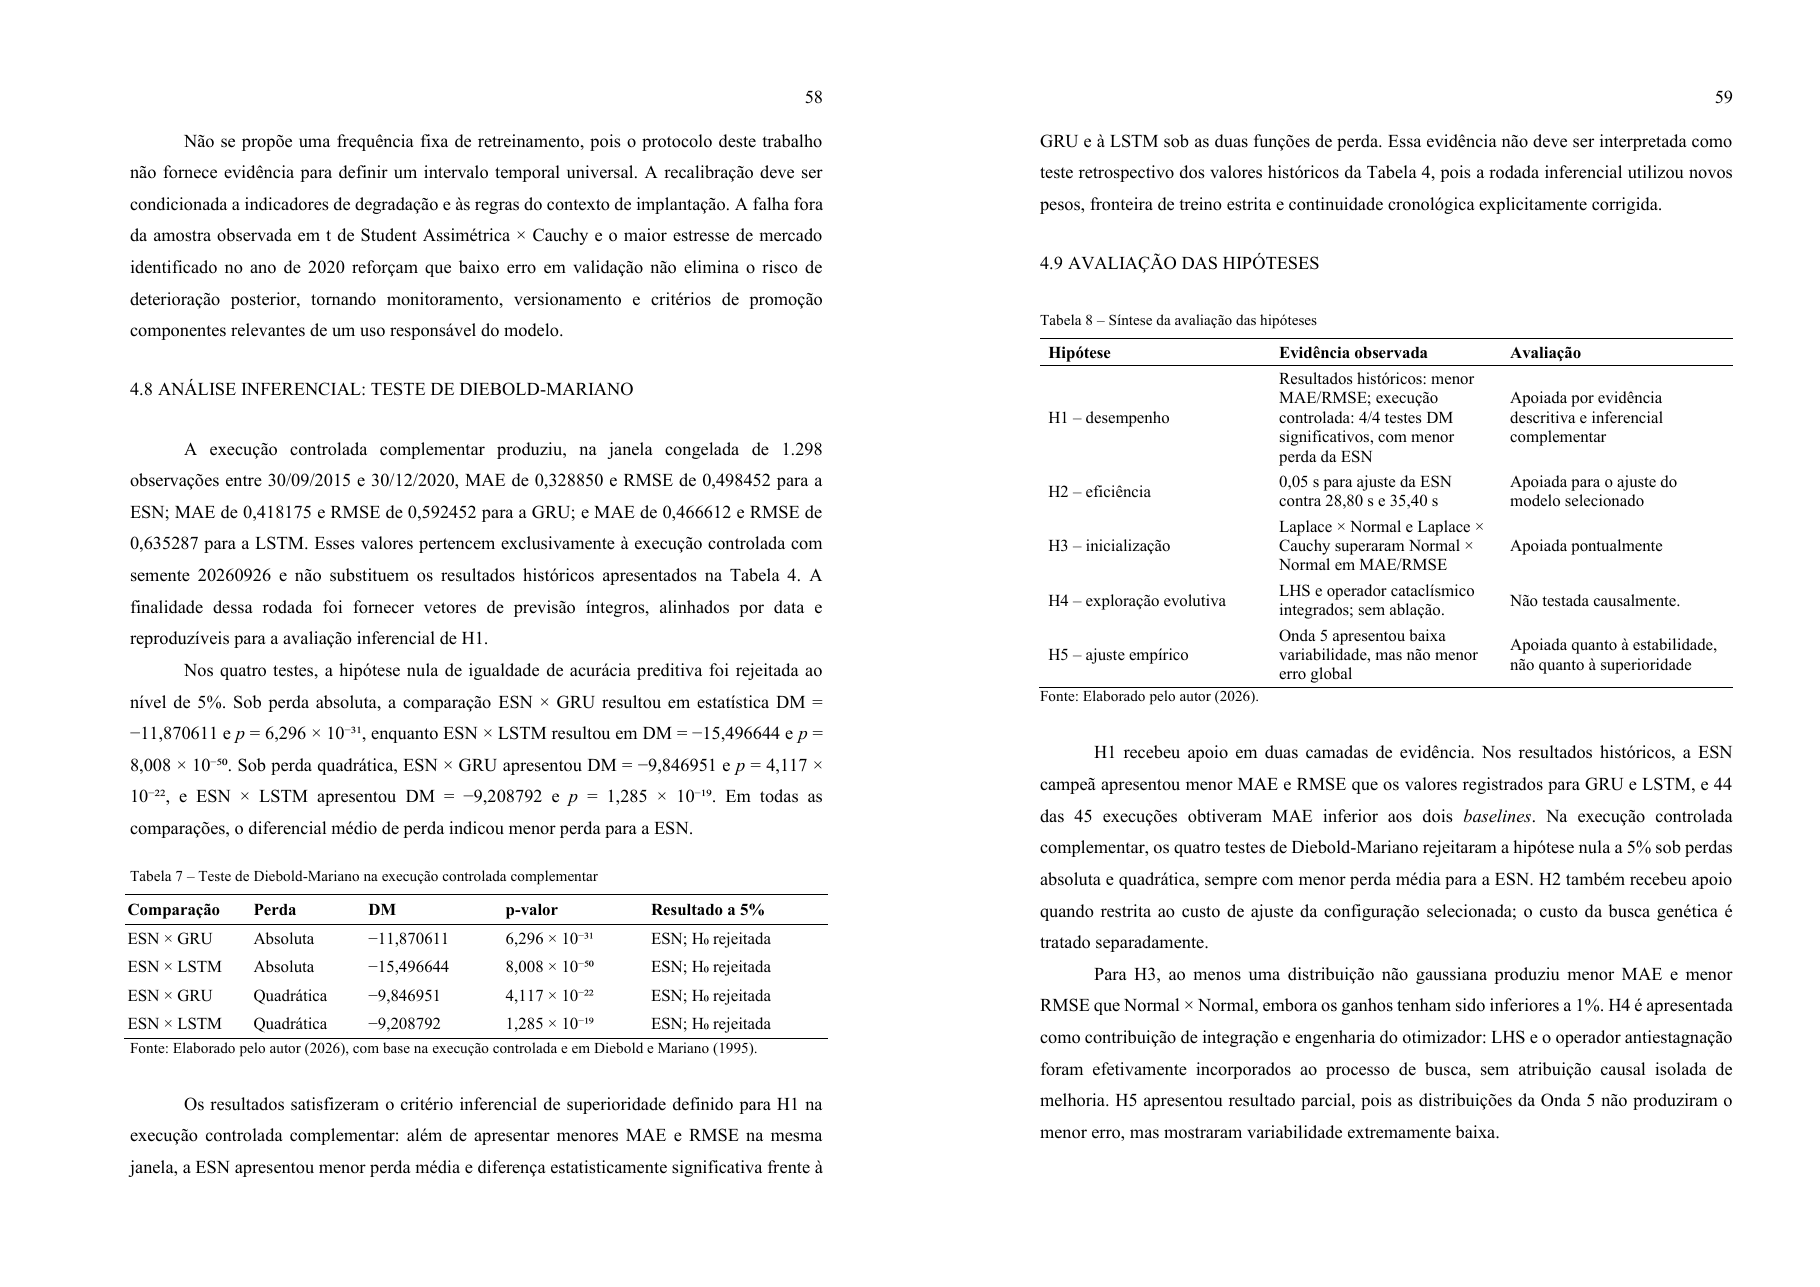 58
Não se propõe uma frequência fixa de retreinamento, pois o protocolo deste trabalho
não fornece evidência para definir um intervalo temporal universal. A recalibração deve ser
condicionada a indicadores de degradação e às regras do contexto de implantação. A falha fora
da amostra observada em t de Student Assimétrica × Cauchy e o maior estresse de mercado
identificado no ano de 2020 reforçam que baixo erro em validação não elimina o risco de
deterioração posterior, tornando monitoramento, versionamento e critérios de promoção
componentes relevantes de um uso responsável do modelo.
4.8 ANÁLISE INFERENCIAL: TESTE DE DIEBOLD-MARIANO
A execução controlada complementar produziu, na janela congelada de 1.298
observações entre 30/09/2015 e 30/12/2020, MAE de 0,328850 e RMSE de 0,498452 para a
ESN; MAE de 0,418175 e RMSE de 0,592452 para a GRU; e MAE de 0,466612 e RMSE de
0,635287 para a LSTM. Esses valores pertencem exclusivamente à execução controlada com
semente 20260926 e não substituem os resultados históricos apresentados na Tabela 4. A
finalidade dessa rodada foi fornecer vetores de previsão íntegros, alinhados por data e
reproduzíveis para a avaliação inferencial de H1.
Nos quatro testes, a hipótese nula de igualdade de acurácia preditiva foi rejeitada ao
nível de 5%. Sob perda absoluta, a comparação ESN × GRU resultou em estatística DM =
−11,870611 e p = 6,296 × 10⁻³¹, enquanto ESN × LSTM resultou em DM = −15,496644 e p =
8,008 × 10⁻⁵⁰. Sob perda quadrática, ESN × GRU apresentou DM = −9,846951 e p = 4,117 ×
10⁻²², e ESN × LSTM apresentou DM = −9,208792 e p = 1,285 × 10⁻¹⁹. Em todas as
comparações, o diferencial médio de perda indicou menor perda para a ESN.
Tabela 7 – Teste de Diebold-Mariano na execução controlada complementar
Comparação Perda DM p-valor Resultado a 5%
ESN × GRU Absoluta −11,870611 6,296 × 10⁻³¹ ESN; H₀ rejeitada
ESN × LSTM Absoluta −15,496644 8,008 × 10⁻⁵⁰ ESN; H₀ rejeitada
ESN × GRU Quadrática −9,846951 4,117 × 10⁻²² ESN; H₀ rejeitada
ESN × LSTM Quadrática −9,208792 1,285 × 10⁻¹⁹ ESN; H₀ rejeitada
Fonte: Elaborado pelo autor (2026), com base na execução controlada e em Diebold e Mariano (1995).
Os resultados satisfizeram o critério inferencial de superioridade definido para H1 na
execução controlada complementar: além de apresentar menores MAE e RMSE na mesma
janela, a ESN apresentou menor perda média e diferença estatisticamente significativa frente à
59
GRU e à LSTM sob as duas funções de perda. Essa evidência não deve ser interpretada como
teste retrospectivo dos valores históricos da Tabela 4, pois a rodada inferencial utilizou novos
pesos, fronteira de treino estrita e continuidade cronológica explicitamente corrigida.
4.9 AVALIAÇÃO DAS HIPÓTESES
Tabela 8 – Síntese da avaliação das hipóteses
Hipótese Evidência observada Avaliação
H1 – desempenho
Resultados históricos: menor
MAE/RMSE; execução
controlada: 4/4 testes DM
significativos, com menor
perda da ESN
Apoiada por evidência
descritiva e inferencial
complementar
H2 – eficiência
0,05 s para ajuste da ESN
contra 28,80 s e 35,40 s
Apoiada para o ajuste do
modelo selecionado
H3 – inicialização
Laplace × Normal e Laplace ×
Cauchy superaram Normal ×
Normal em MAE/RMSE
Apoiada pontualmente
H4 – exploração evolutiva
LHS e operador cataclísmico
integrados; sem ablação.
Não testada causalmente.
H5 – ajuste empírico
Onda 5 apresentou baixa
variabilidade, mas não menor
erro global
Apoiada quanto à estabilidade,
não quanto à superioridade
Fonte: Elaborado pelo autor (2026).
H1 recebeu apoio em duas camadas de evidência. Nos resultados históricos, a ESN
campeã apresentou menor MAE e RMSE que os valores registrados para GRU e LSTM, e 44
das 45 execuções obtiveram MAE inferior aos dois baselines. Na execução controlada
complementar, os quatro testes de Diebold-Mariano rejeitaram a hipótese nula a 5% sob perdas
absoluta e quadrática, sempre com menor perda média para a ESN. H2 também recebeu apoio
quando restrita ao custo de ajuste da configuração selecionada; o custo da busca genética é
tratado separadamente.
Para H3, ao menos uma distribuição não gaussiana produziu menor MAE e menor
RMSE que Normal × Normal, embora os ganhos tenham sido inferiores a 1%. H4 é apresentada
como contribuição de integração e engenharia do otimizador: LHS e o operador antiestagnação
foram efetivamente incorporados ao processo de busca, sem atribuição causal isolada de
melhoria. H5 apresentou resultado parcial, pois as distribuições da Onda 5 não produziram o
menor erro, mas mostraram variabilidade extremamente baixa.